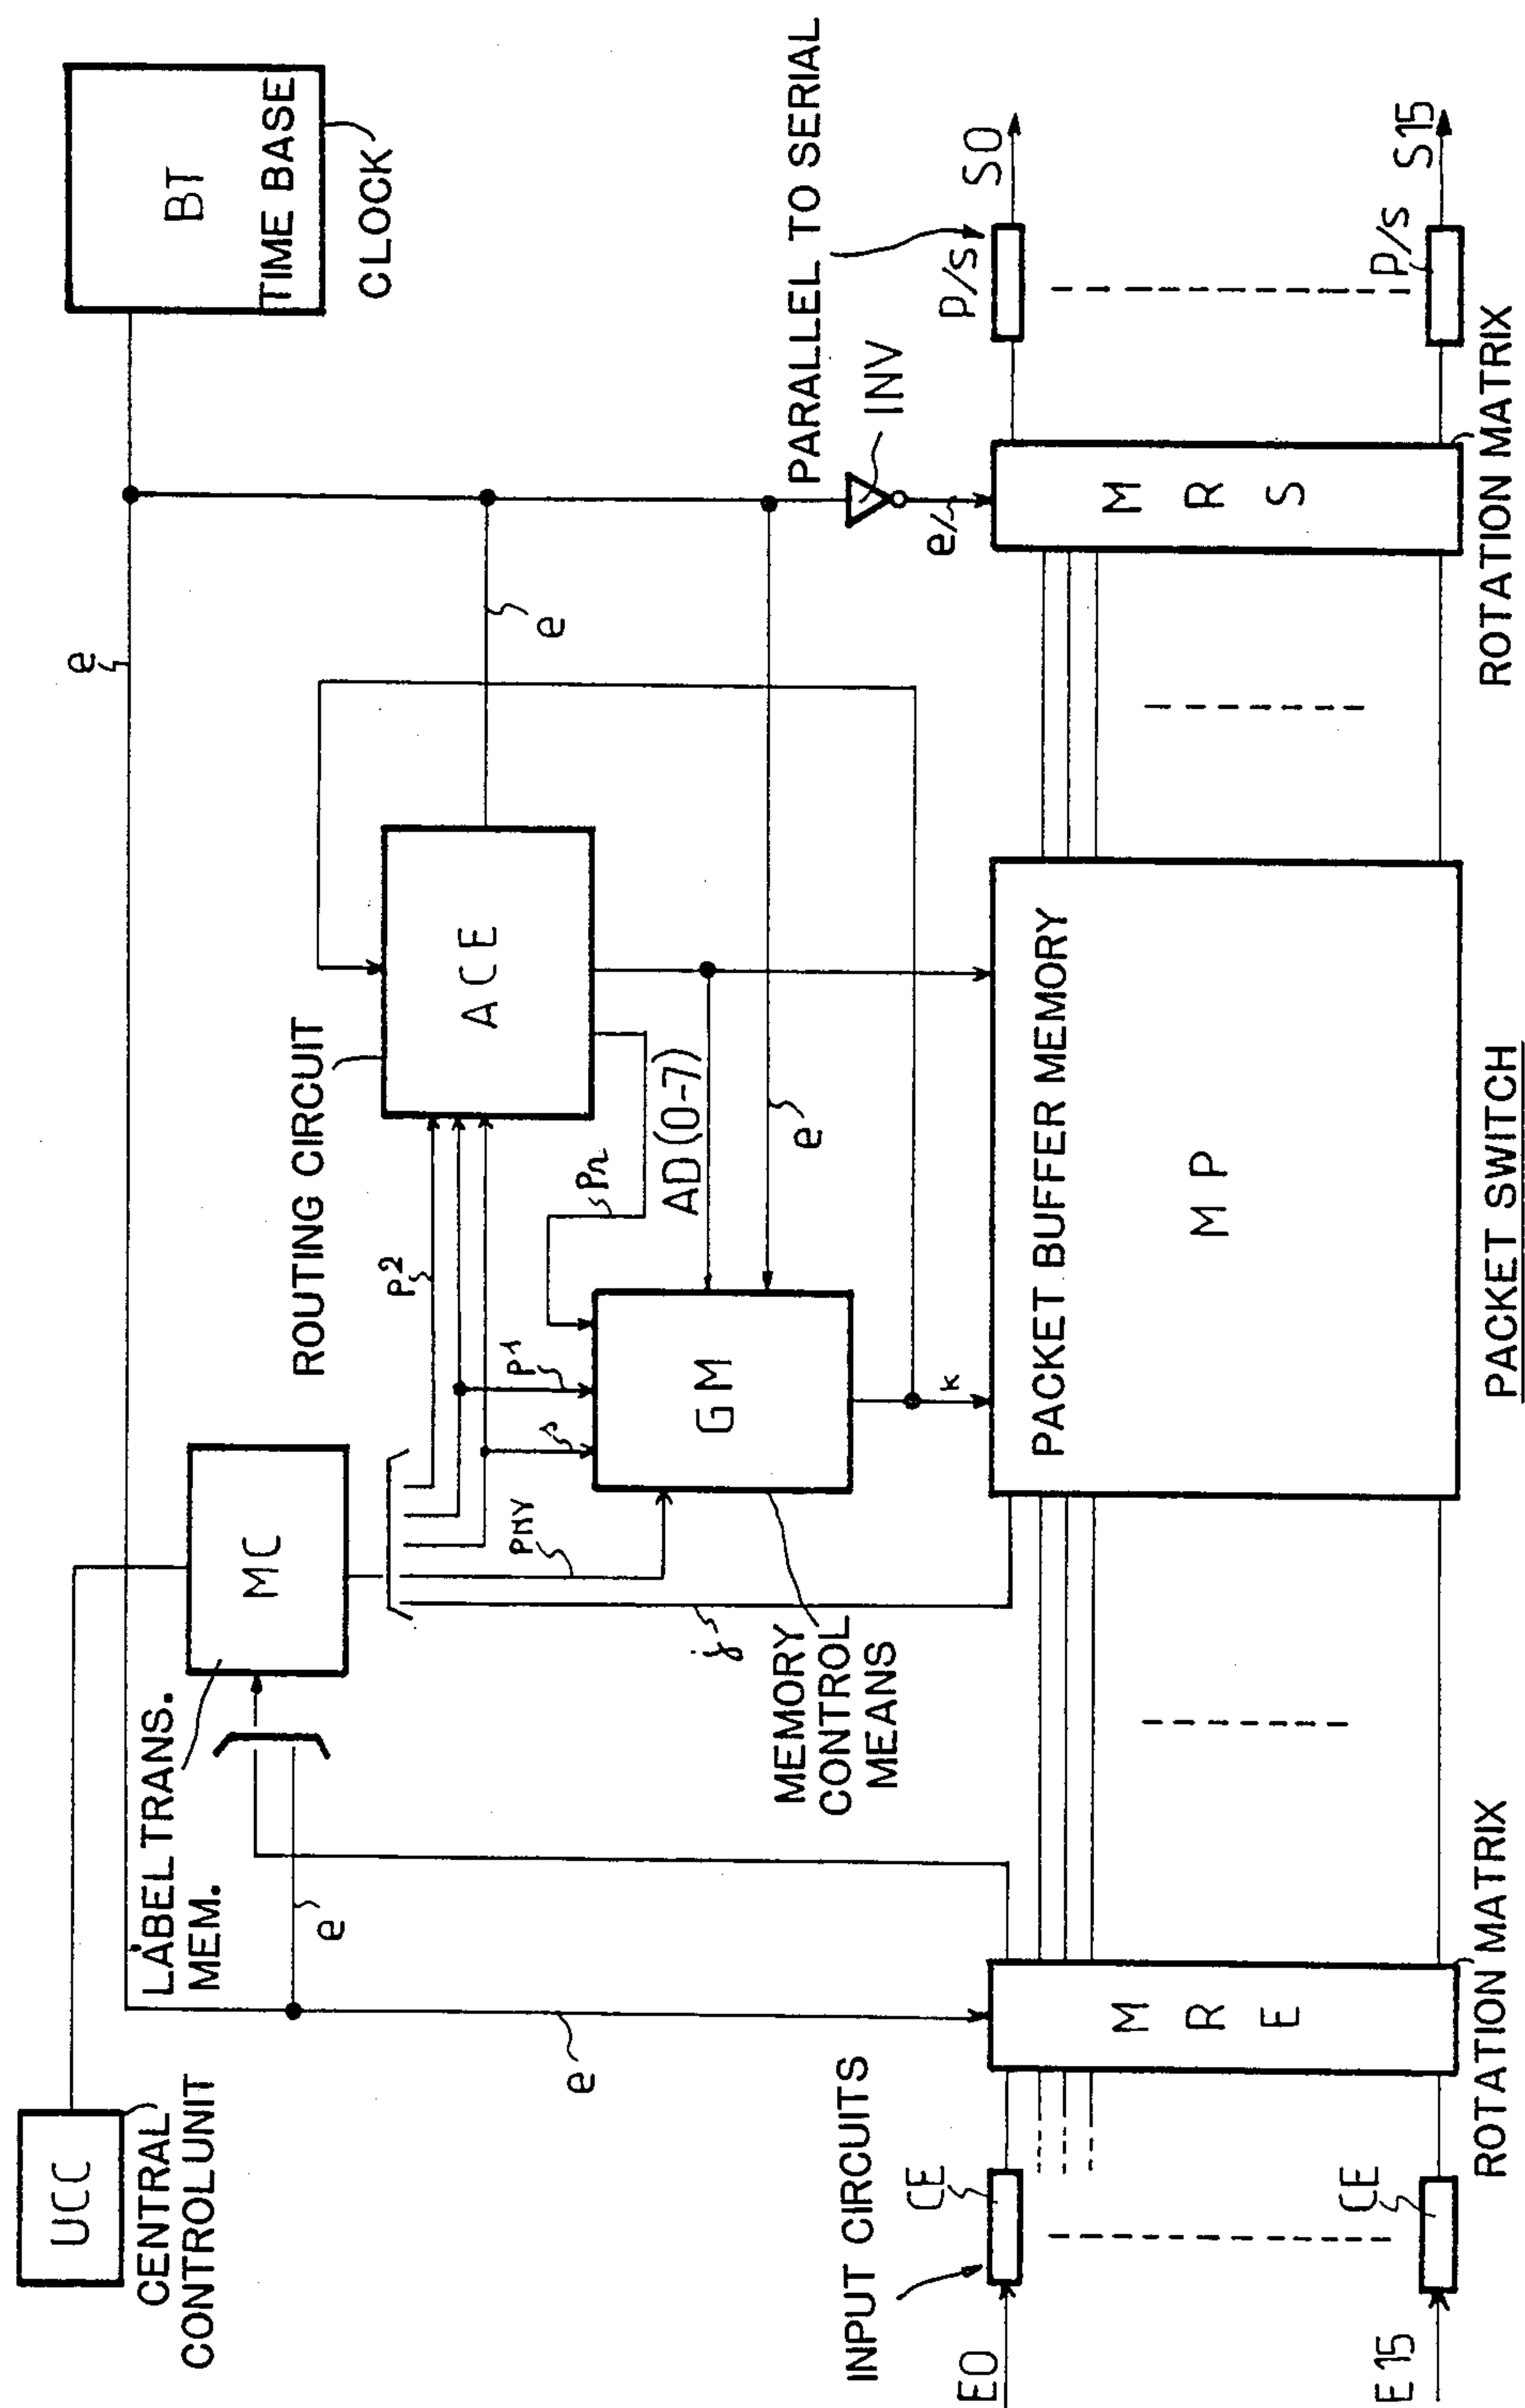 UCC
CENTRAL
CONTROL UNIT
LABEL TRANS.
MEM.
MC
e
BT
TIME BASE
CLOCK
e
e
PHY
j
s
P1
P2
ROUTING CIRCUIT
ACE
Pr
AD (0-7)
e
e
GM
MEMORY
CONTROL
MEANS
K
PARALLEL TO SERIAL
INV
e
INPUT CIRCUITS
E0
CE
E15
CE
M R E
ROTATION MATRIX
PACKET BUFFER MEMORY
M P
M R S
ROTATION MATRIX
P/S
S0
P/S
S15
PACKET SWITCH